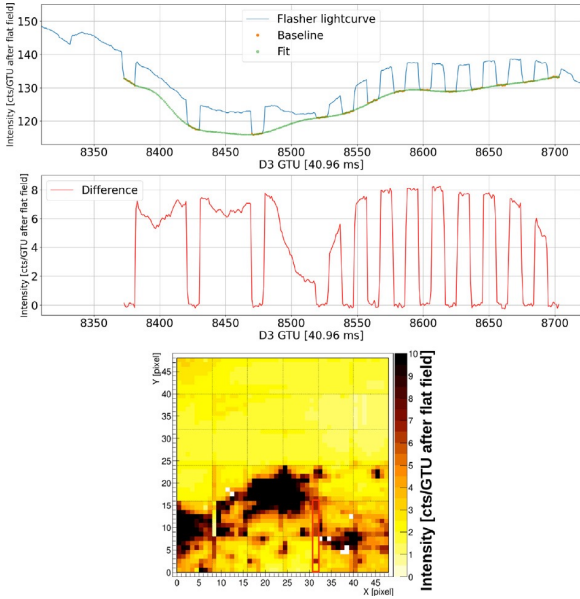 Intensity [cts/GTU after flat field]
150
140
130
120
Flasher lightcurve
Baseline
Fit
8350 8400 8450 8500 8550 8600 8650 8700
D3 GTU [40.96 ms]
Intensity [cts/GTU after flat field]
8
6
4
2
0
Difference
8350 8400 8450 8500 8550 8600 8650 8700
D3 GTU [40.96 ms]
Y [pixel]
45
40
35
30
25
20
15
10
5
0
0 5 10 15 20 25 30 35 40 45
X [pixel]
10
9
8
7
6
5
4
3
2
1
0
Intensity [cts/GTU after flat field]